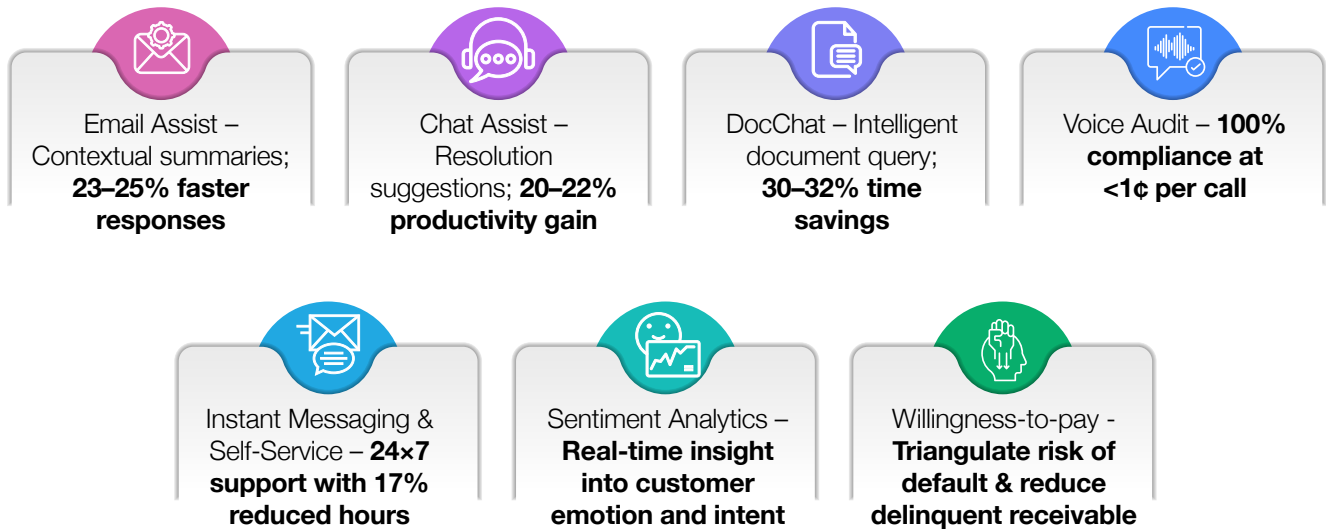 Email Assist –
Contextual summaries;
23–25% faster
responses
Chat Assist –
Resolution
suggestions; 20–22%
productivity gain
DocChat – Intelligent
document query;
30–32% time
savings
Voice Audit – 100%
compliance at
<1¢ per call
Instant Messaging &
Self-Service – 24×7
support with 17%
reduced hours
Sentiment Analytics –
Real-time insight
into customer
emotion and intent
Willingness-to-pay -
Triangulate risk of
default & reduce
delinquent receivable